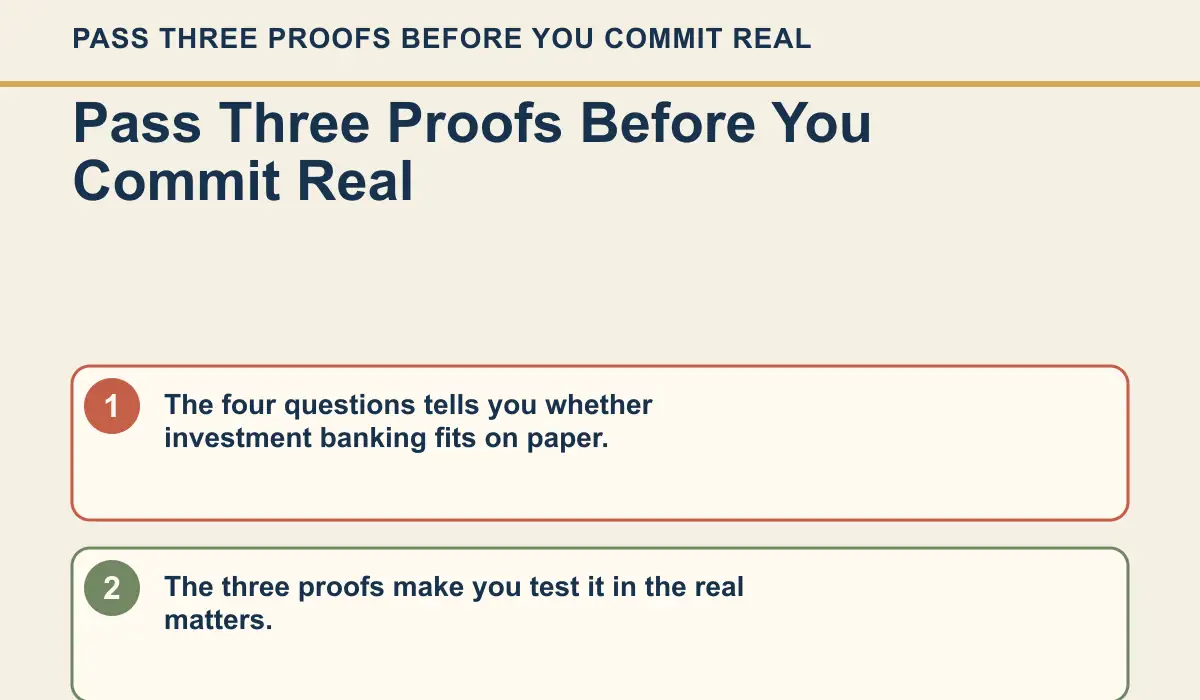 PASS THREE PROOFS BEFORE YOU COMMIT REAL
Pass Three Proofs Before You
Commit Real
1
The four questions tells you whether
investment banking fits on paper.
2
The three proofs make you test it in the real
matters.